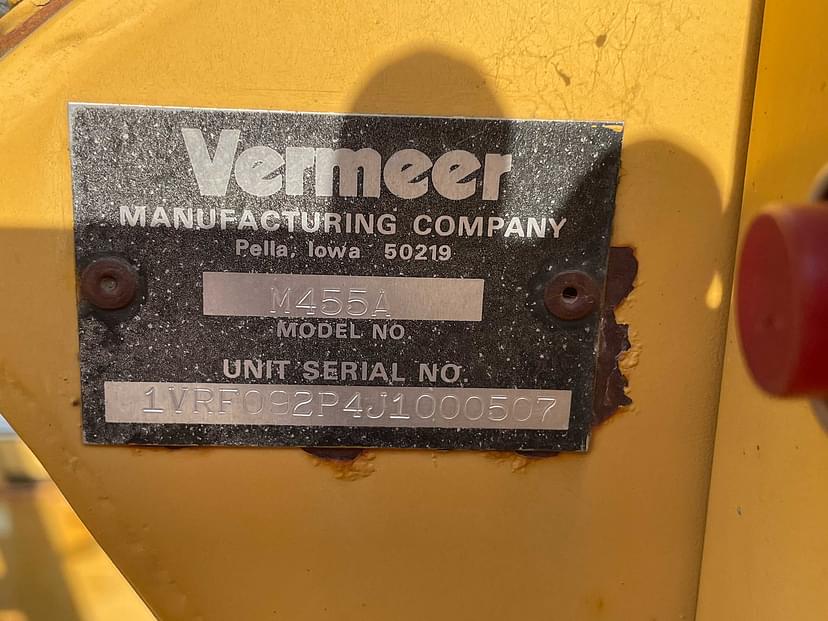 Vermeer
MANUFACTURING COMPANY
Pella, Iowa 50219
M455A
MODEL NO
UNIT SERIAL NO.
1VRF092P4J1000507